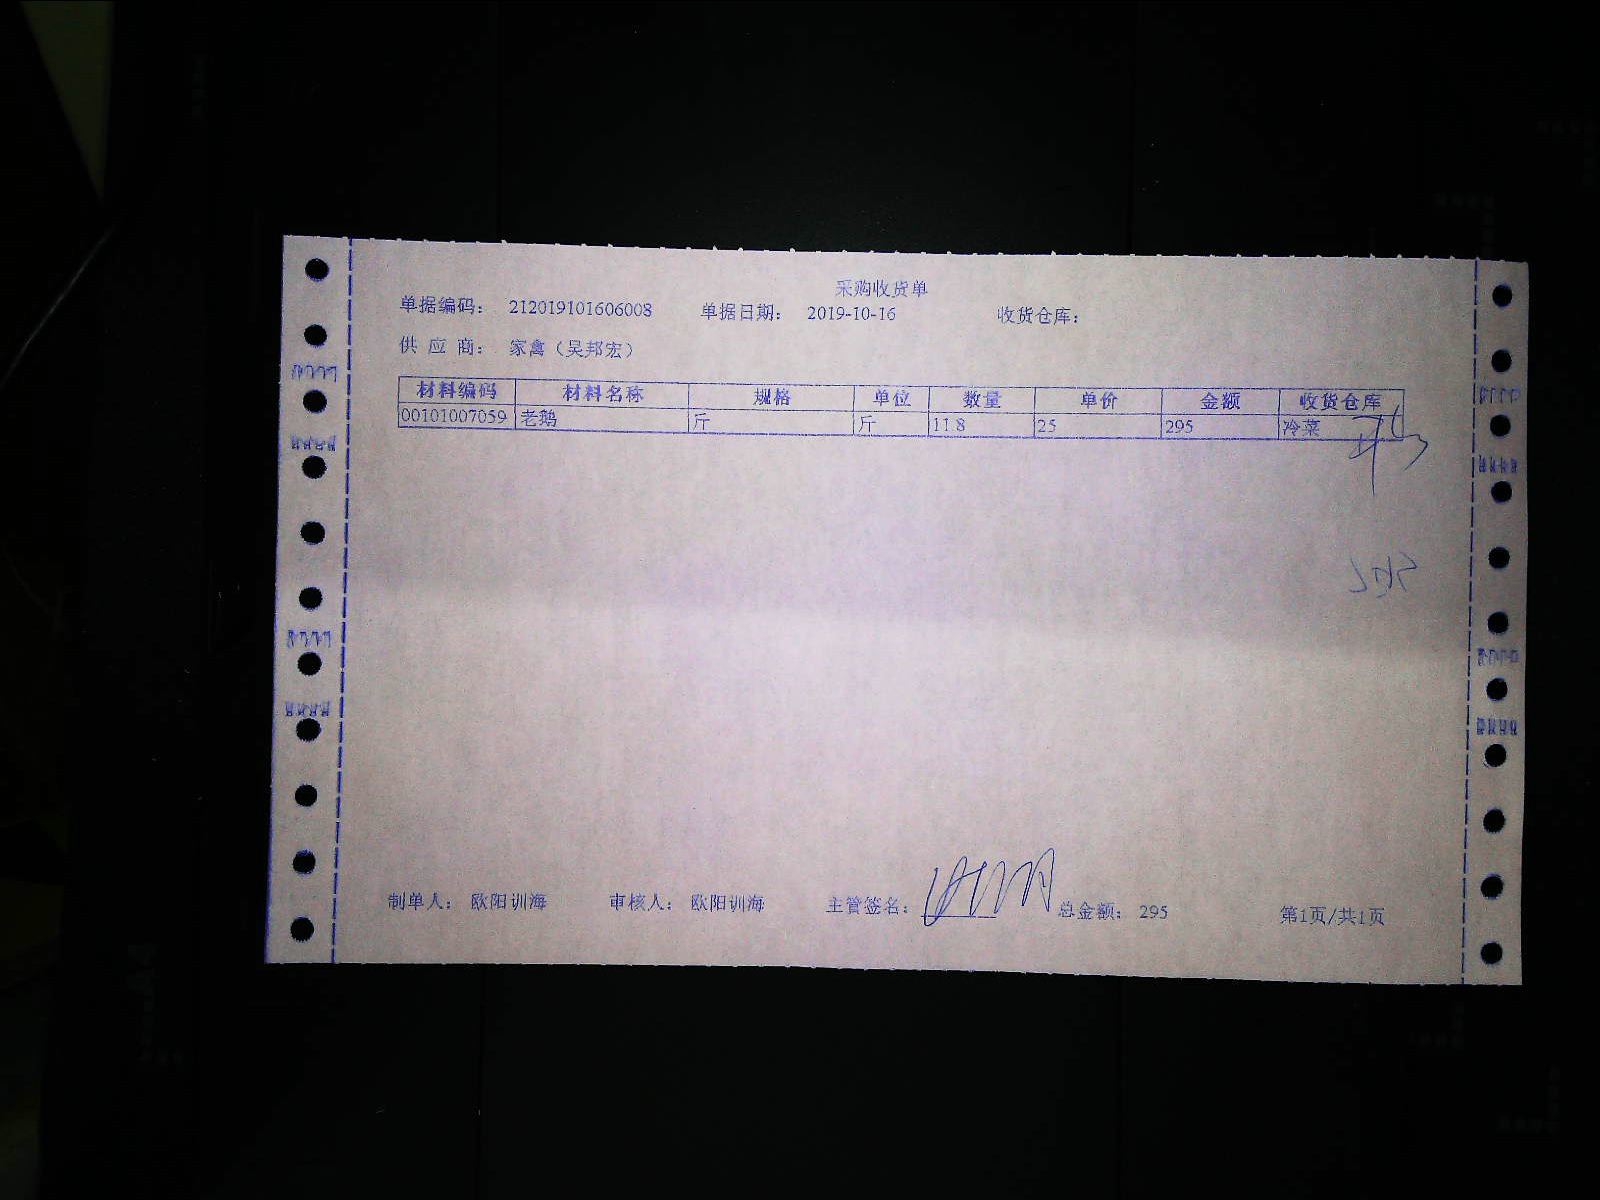 采购收货单
单据编码： 212019101606008 单据日期： 2019-10-16 收货仓库：
供 应 商： 家禽（吴邦宏）
材料编码 材料名称 规格 单位 数量 单价 金额 收货仓库
00101007059 老鹅 斤 斤 11.8 25 295 冷菜
295
制单人： 欧阳训海 审核人： 欧阳训海 主管签名： 总金额： 295 第1页/共1页